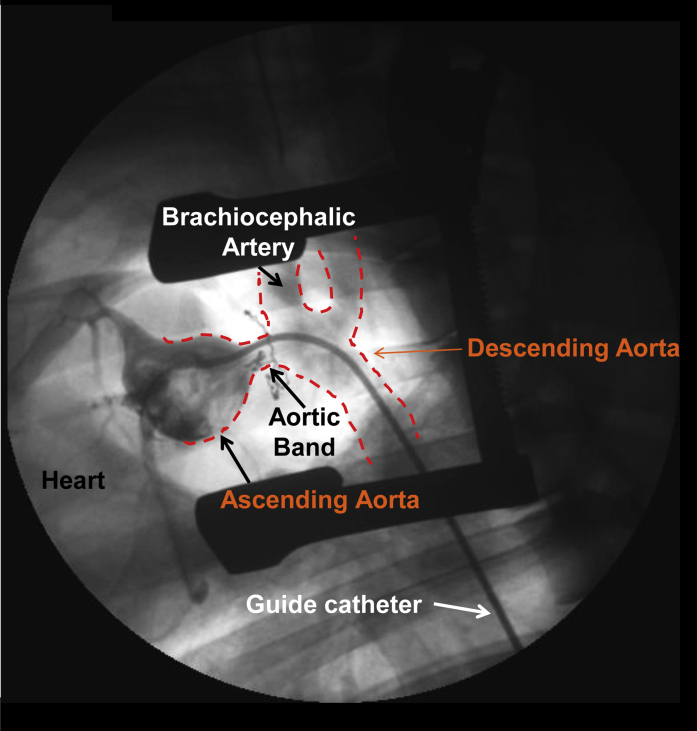 Brachiocephalic
Artery
Descending Aorta
Aortic
Band
Heart
Ascending Aorta
Guide catheter